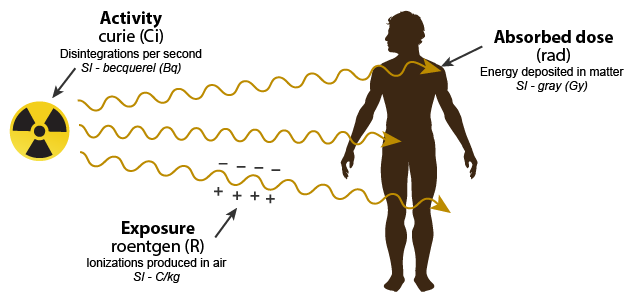 Activity
curie (Ci)
Disintegrations per second
SI - becquerel (Bq)
Absorbed dose
(rad)
Energy deposited in matter
SI - gray (Gy)
− − − −
+ + + +
Exposure
roentgen (R)
Ionizations produced in air
SI - C/kg